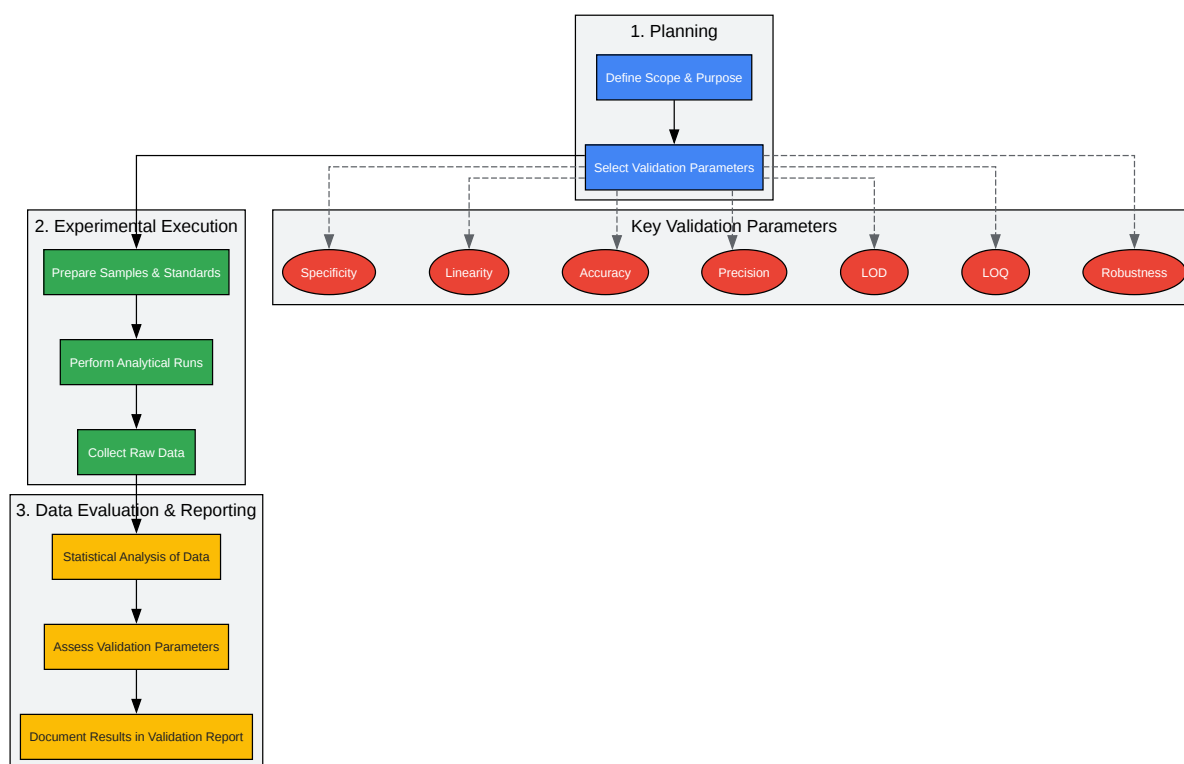 1. Planning
Define Scope & Purpose
Select Validation Parameters
2. Experimental Execution
Key Validation Parameters
Prepare Samples & Standards
Specificity
Linearity
Accuracy
Precision
LOD
LOQ
Robustness
Perform Analytical Runs
Collect Raw Data
3. Data Evaluation & Reporting
Statistical Analysis of Data
Assess Validation Parameters
Document Results in Validation Report